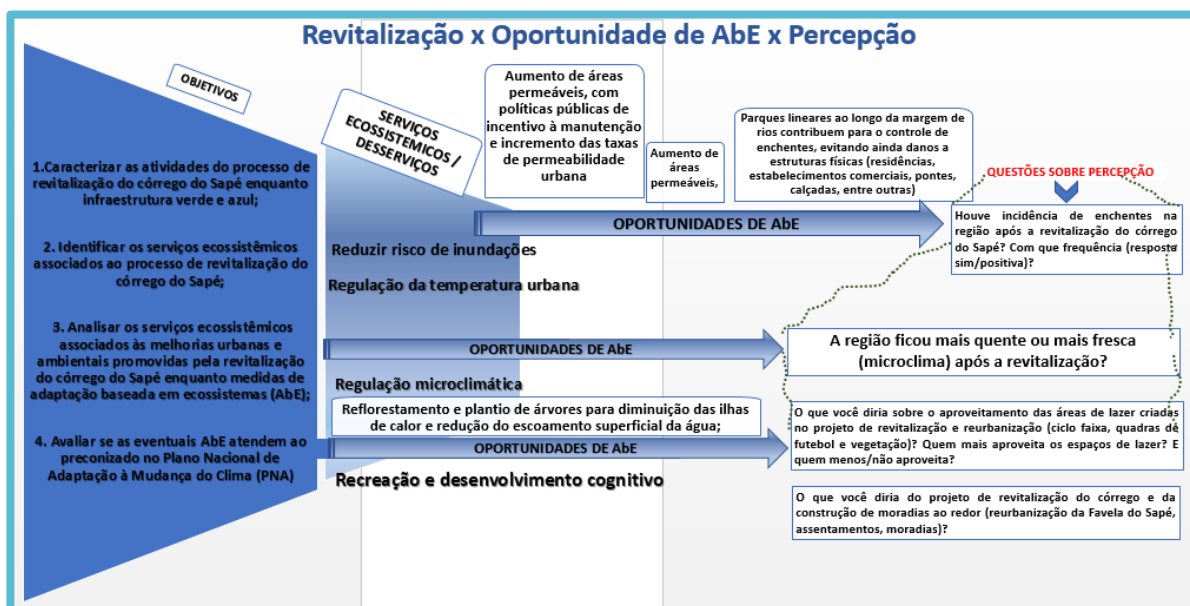 Revitalização x Oportunidade de AbE x Percepção
OBJETIVOS
1.Caracterizar as atividades do processo de
revitalização do córrego do Sapé enquanto
infraestrutura verde e azul;
2. Identificar os serviços ecossistêmicos
associados ao processo de revitalização do
córrego do Sapé;
3. Analisar os serviços ecossistêmicos
associados às melhorias urbanas e
ambientais promovidas pela revitalização
do córrego do Sapé enquanto medidas de
adaptação baseada em ecossistemas (AbE);
4. Avaliar se as eventuais AbE atendem ao
preconizado no Plano Nacional de
Adaptação à Mudança do Clima (PNA)
SERVIÇOS
ECOSSISTÊMICOS /
DESSERVIÇOS
Aumento de áreas
permeáveis, com
políticas públicas de
incentivo à manutenção
e incremento das taxas
de permeabilidade
urbana
Aumento de
áreas
permeáveis,
Parques lineares ao longo da margem de
rios contribuem para o controle de
enchentes, evitando ainda danos a
estruturas físicas (residências,
estabelecimentos comerciais, pontes,
calçadas, entre outras)
QUESTÕES SOBRE PERCEPÇÃO
OPORTUNIDADES DE AbE
Houve incidência de enchentes na
região após a revitalização do córrego
do Sapé? Com que frequência (resposta
sim/positiva)?
Reduzir risco de inundações
Regulação da temperatura urbana
OPORTUNIDADES DE AbE
A região ficou mais quente ou mais fresca
(microclima) após a revitalização?
Regulação microclimática
Reflorestamento e plantio de árvores para diminuição das ilhas
de calor e redução do escoamento superficial da água;
OPORTUNIDADES DE AbE
Recreação e desenvolvimento cognitivo
O que você diria sobre o aproveitamento das áreas de lazer criadas
no projeto de revitalização e reurbanização (ciclo faixa, quadras de
futebol e vegetação)? Quem mais aproveita os espaços de lazer? E
quem menos/não aproveita?
O que você diria do projeto de revitalização do córrego e da
construção de moradias ao redor (reurbanização da Favela do Sapé,
assentamentos, moradias)?